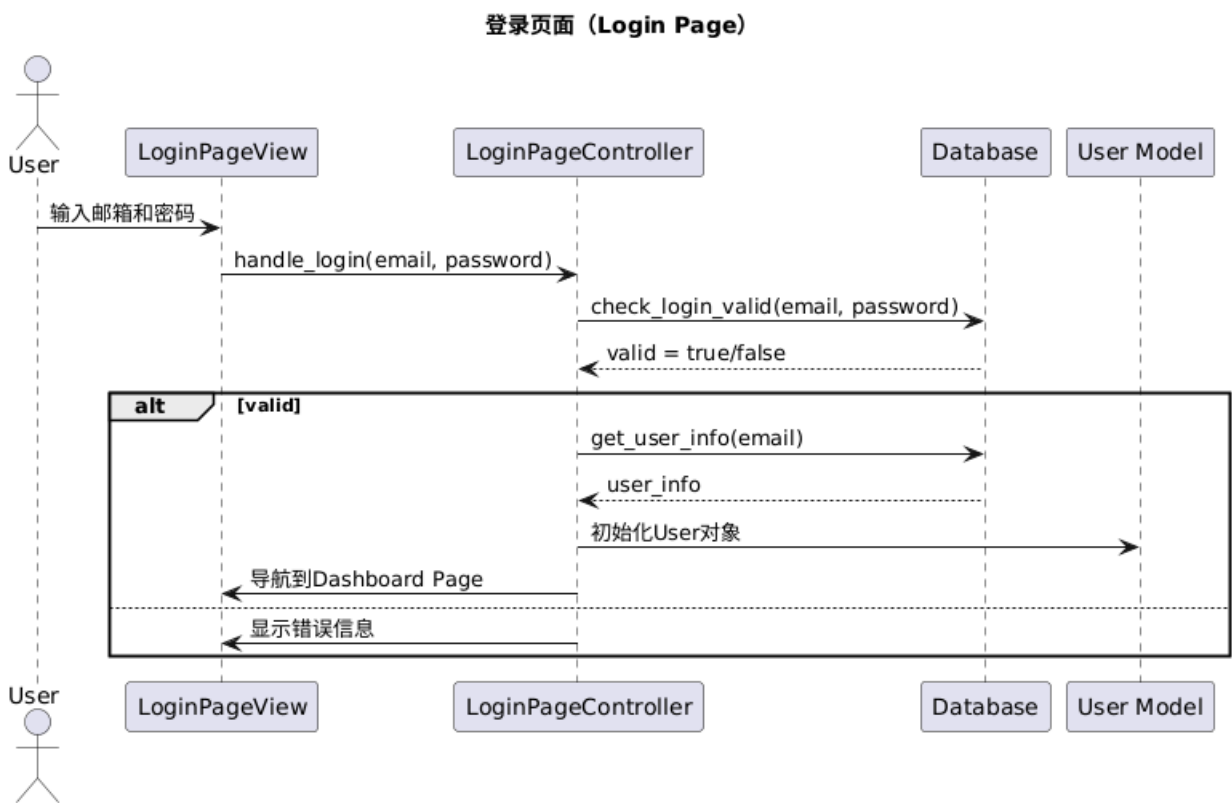 登录页面（Login Page）
User
LoginPageView
LoginPageController
Database
User Model
输入邮箱和密码
handle_login(email, password)
check_login_valid(email, password)
valid = true/false
alt
[valid]
get_user_info(email)
user_info
初始化User对象
导航到Dashboard Page
显示错误信息
User
LoginPageView
LoginPageController
Database
User Model